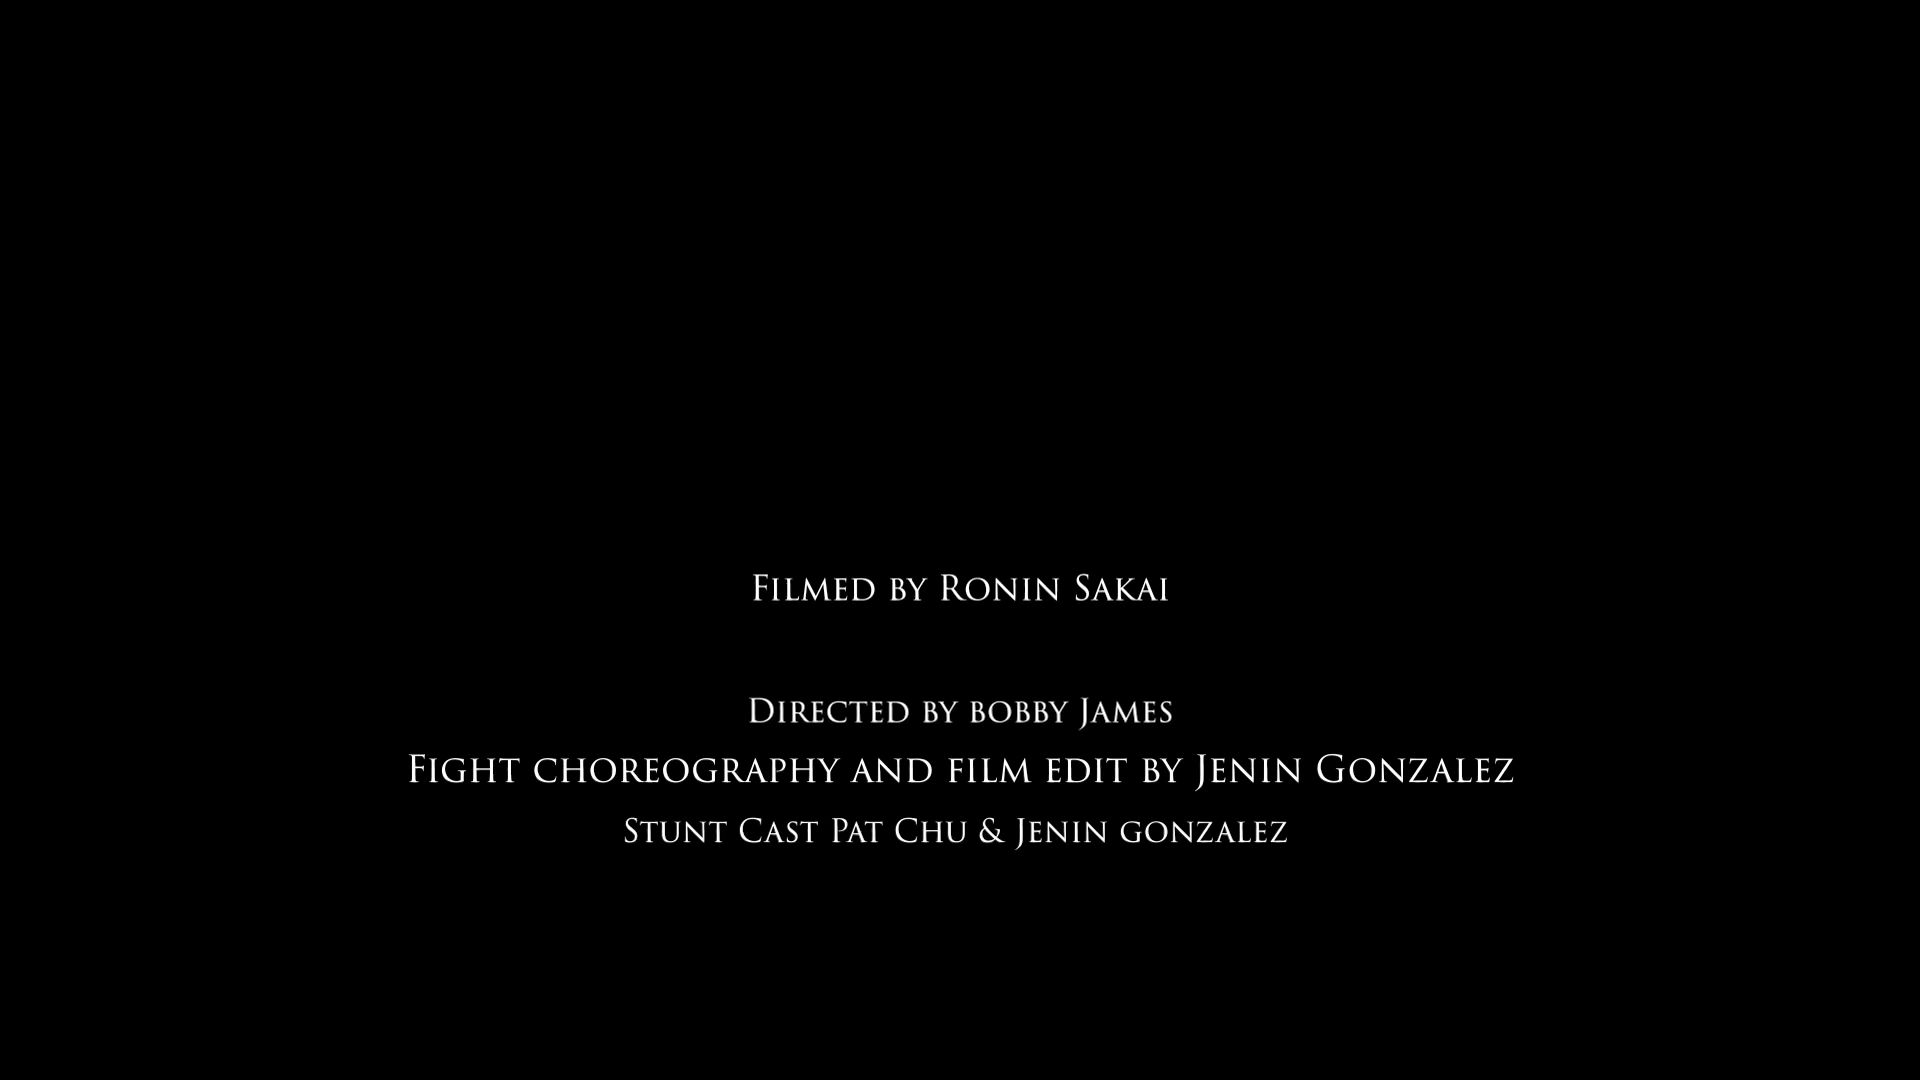 Filmed by Ronin Sakai
Directed by bobby James
Fight choreography and film edit by Jenin Gonzalez
Stunt Cast Pat Chu & Jenin gonzalez